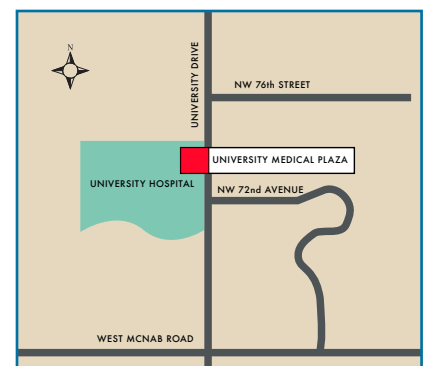 N
UNIVERSITY DRIVE
NW 76th STREET
UNIVERSITY MEDICAL PLAZA
UNIVERSITY HOSPITAL
NW 72nd AVENUE
WEST MCNAB ROAD